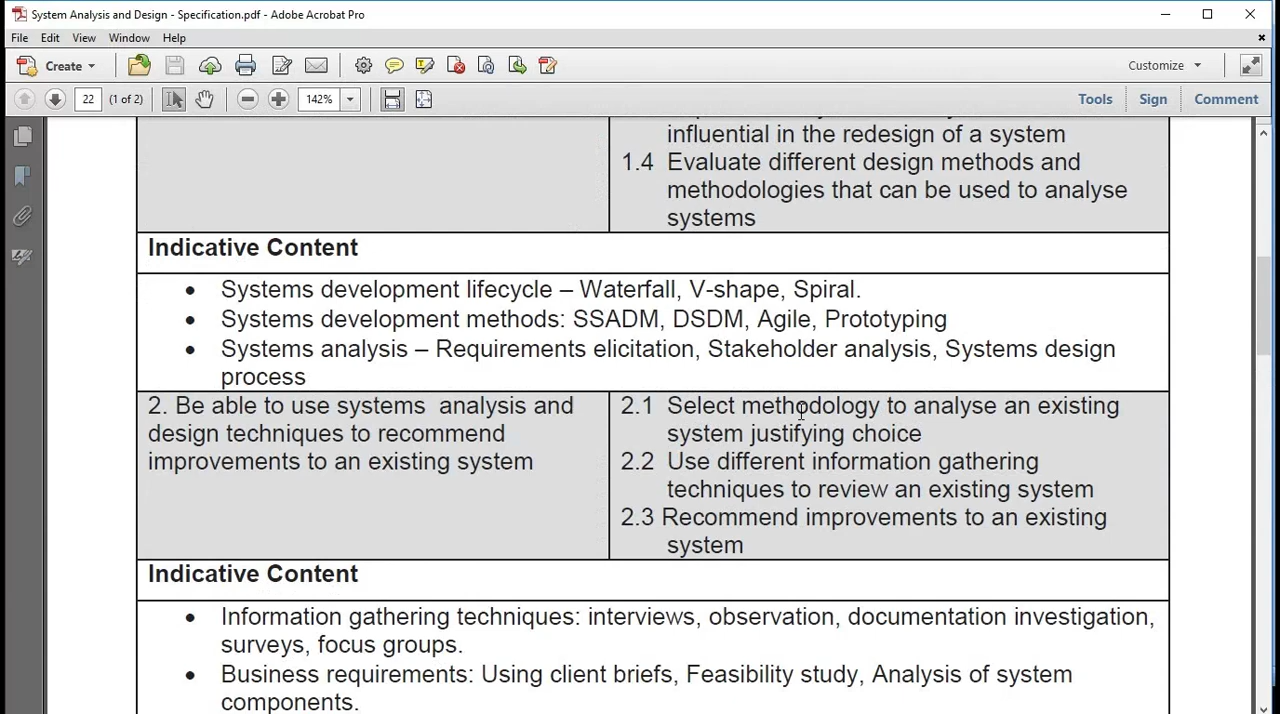 System Analysis and Design - Specification.pdf - Adobe Acrobat Pro
File Edit View Window Help
Create Customize
22 (1 of 2) 142% Tools Sign Comment
influential in the redesign of a system
1.4 Evaluate different design methods and
methodologies that can be used to analyse
systems
Indicative Content
• Systems development lifecycle – Waterfall, V-shape, Spiral.
• Systems development methods: SSADM, DSDM, Agile, Prototyping
• Systems analysis – Requirements elicitation, Stakeholder analysis, Systems design
process
2. Be able to use systems analysis and
design techniques to recommend
improvements to an existing system
2.1 Select methodology to analyse an existing
system justifying choice
2.2 Use different information gathering
techniques to review an existing system
2.3 Recommend improvements to an existing
system
Indicative Content
• Information gathering techniques: interviews, observation, documentation investigation,
surveys, focus groups.
• Business requirements: Using client briefs, Feasibility study, Analysis of system
components.